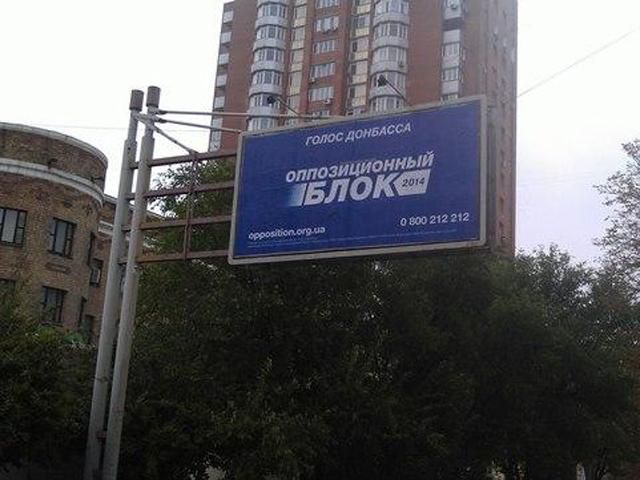 ГОЛОС ДОНБАССА
ОППОЗИЦИОННЫЙ
БЛОК 2014
opposition.org.ua
0 800 212 212